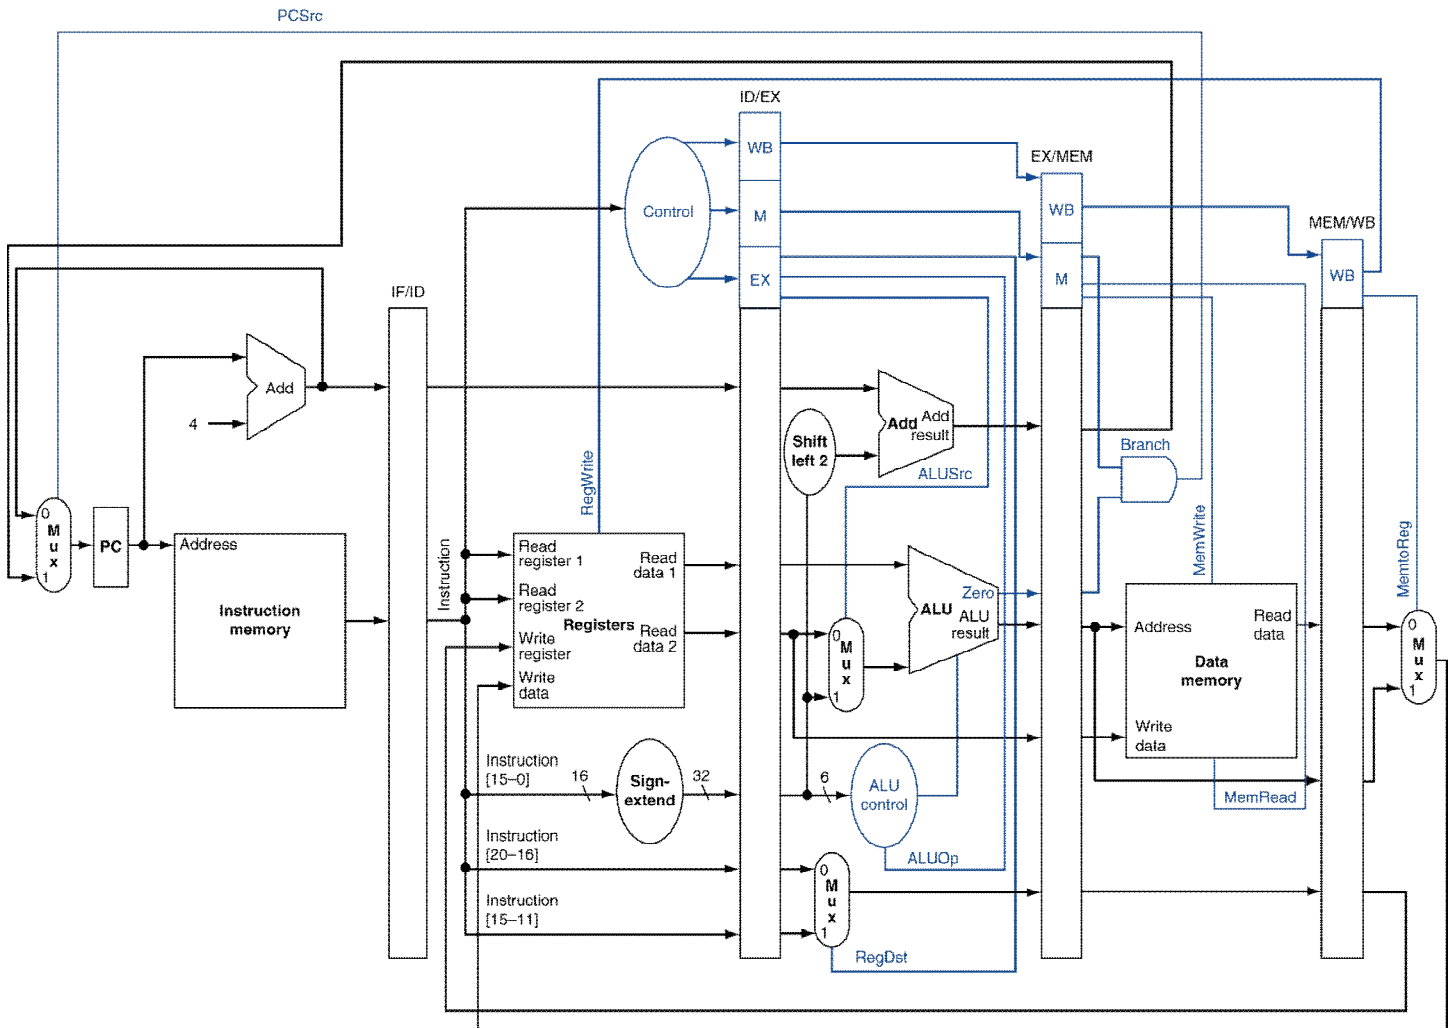 PCSrc
ID/EX
WB
EX/MEM
Control
M
WB
MEM/WB
EX
M
WB
IF/ID
Add
4
Shift
left 2
Add
Add
result
Branch
ALUSrc
RegWrite
MemWrite
MemtoReg
0
M
u
x
1
PC
Address
Instruction
memory
Instruction
Read
register 1
Read
register 2
Write
register
Write
data
Registers
Read
data 1
Read
data 2
0
M
u
x
1
Zero
ALU
ALU
result
Address
Read
data
Data
memory
Write
data
0
M
u
x
1
Instruction
[15–0]
16
Sign-
extend
32
6
ALU
control
MemRead
Instruction
[20–16]
ALUOp
0
M
u
x
1
Instruction
[15–11]
RegDst